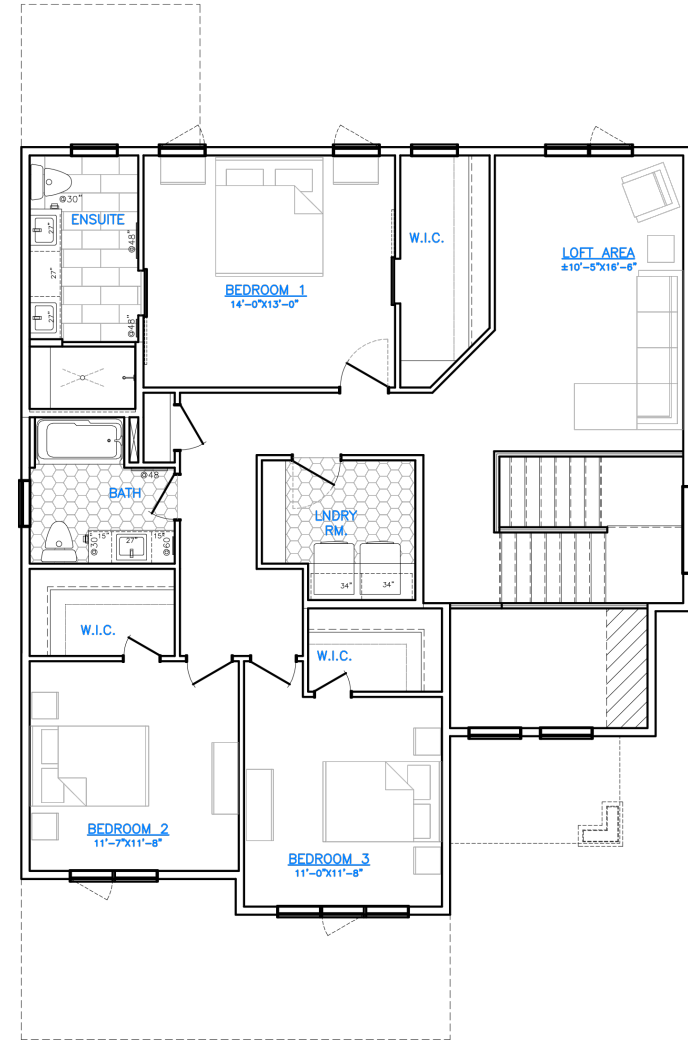 @30"
ENSUITE
27"
@48"
27"
27"
@48"
BEDROOM 1
14'-0"X13'-0"
W.I.C.
LOFT AREA
±10'-5"X16'-6"
@48
BATH
15"
27"
15"
@30"
@60"
LNDRY
RM.
34"
34"
W.I.C.
W.I.C.
BEDROOM 2
11'-7"X11'-8"
BEDROOM 3
11'-0"X11'-8"